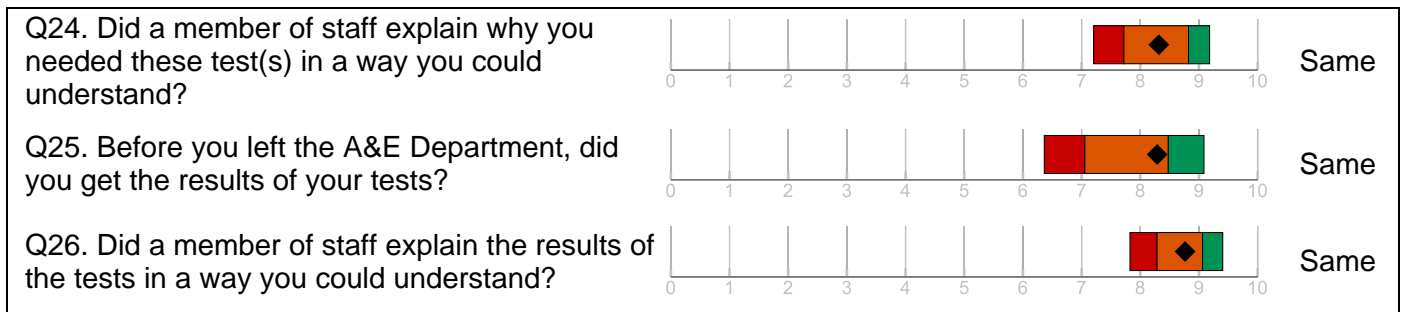 Q24. Did a member of staff explain why you
needed these test(s) in a way you could
understand?
0 1 2 3 4 5 6 7 8 9 10
Same
Q25. Before you left the A&E Department, did
you get the results of your tests?
0 1 2 3 4 5 6 7 8 9 10
Same
Q26. Did a member of staff explain the results of
the tests in a way you could understand?
0 1 2 3 4 5 6 7 8 9 10
Same